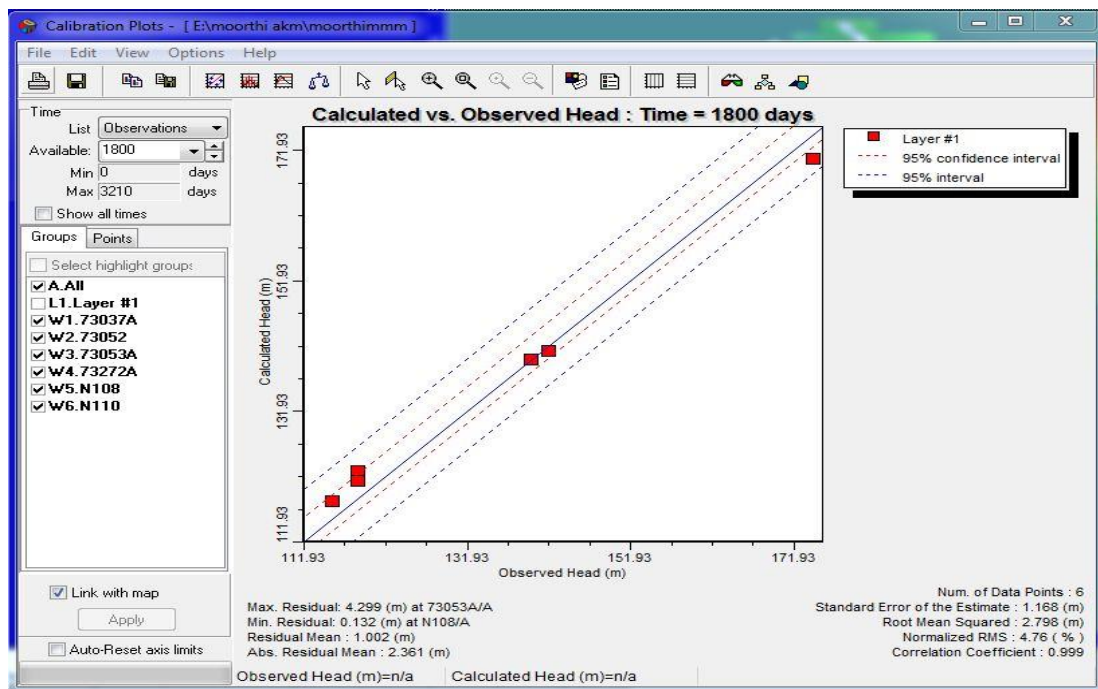 Calibration Plots - [ E:\moorthi akm\moorthimmm ]
File Edit View Options Help
Time
List Observations
Available: 1800
Min 0 days
Max 3210 days
Show all times
Groups Points
Select highlight groups
A.All
L1.Layer #1
W1.73037A
W2.73052
W3.73053A
W4.73272A
W5.N108
W6.N110
Link with map
Apply
Auto-Reset axis limits
Calculated vs. Observed Head : Time = 1800 days
Calculated Head (m)
171.93
151.93
131.93
111.93
111.93 131.93 151.93 171.93
Observed Head (m)
Layer #1
95% confidence interval
95% interval
Max. Residual: 4.299 (m) at 73053A/A
Min. Residual: 0.132 (m) at N108/A
Residual Mean : 1.002 (m)
Abs. Residual Mean : 2.361 (m)
Num. of Data Points : 6
Standard Error of the Estimate : 1.168 (m)
Root Mean Squared : 2.798 (m)
Normalized RMS : 4.76 ( % )
Correlation Coefficient : 0.999
Observed Head (m)=n/a Calculated Head (m)=n/a